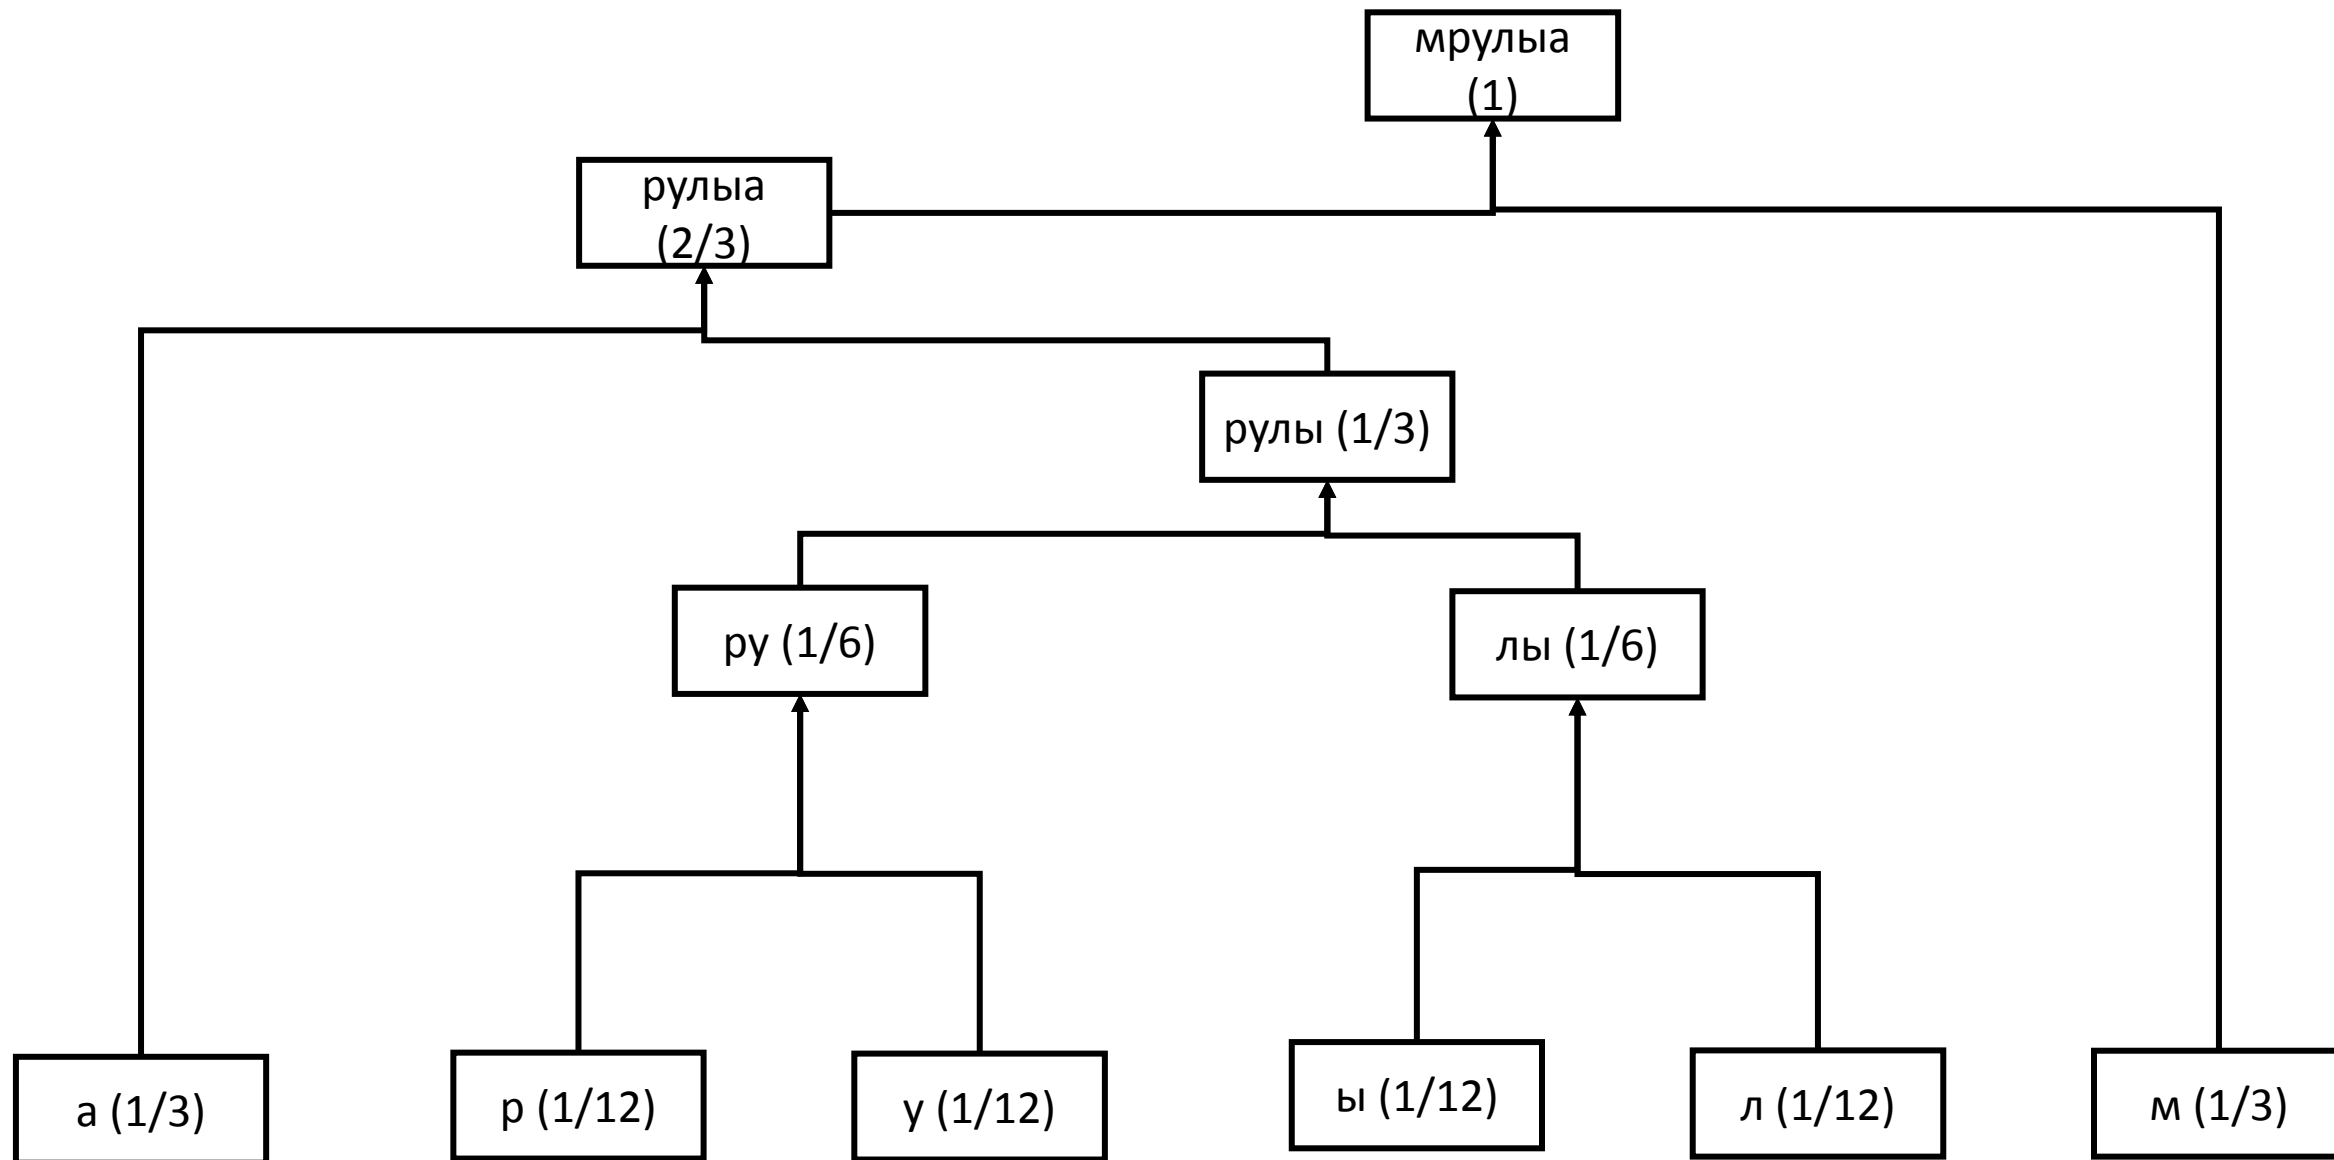 мрулыа
(1)
рулыа
(2/3)
рулы (1/3)
ру (1/6)
лы (1/6)
а (1/3)
р (1/12)
у (1/12)
ы (1/12)
л (1/12)
м (1/3)